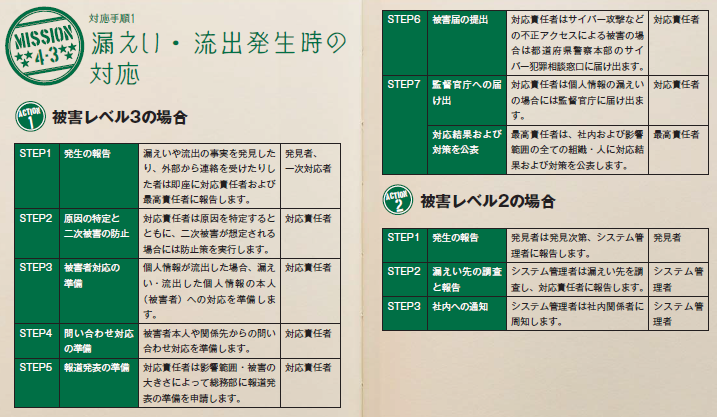 MISSION
4-3
対応手順1
漏えい・流出発生時の
対応
ACTION
1
被害レベル3の場合
STEP1
発生の報告
漏えいや流出の事実を発見した
り、外部から連絡を受けたりし
た者は即座に対応責任者および
最高責任者に報告します。
発見者、
一次対応者
STEP2
原因の特定と
二次被害の防止
対応責任者は原因を特定すると
ともに、二次被害が想定される
場合には防止策を実行します。
対応責任者
STEP3
被害者対応の
準備
個人情報が流出した場合、漏え
い・流出した個人情報の本人
(被害者)への対応を準備しま
す。
対応責任者
STEP4
問い合わせ対応
の準備
被害者本人や関係先からの問い
合わせ対応を準備します。
対応責任者
STEP5
報道発表の準備
対応責任者は影響範囲・被害の
大きさによって総務部に報道発
表の準備を申請します。
対応責任者
STEP6
被害届の提出
対応責任者はサイバー攻撃など
の不正アクセスによる被害の場
合は都道府県警察本部のサイ
バー犯罪相談窓口に届け出ます。
対応責任者
STEP7
監督官庁への届
け出
対応責任者は個人情報の漏えい
の場合には監督官庁に届け出ま
す。
対応責任者
対応結果および
対策を公表
最高責任者は、社内および影響
範囲の全ての組織・人に対応結
果および対策を公表します。
最高責任者
ACTION
2
被害レベル2の場合
STEP1
発生の報告
発見者は発見次第、システム管
理者に報告します。
発見者
STEP2
漏えい先の調査
と報告
システム管理者は漏えい先を調
査し、対応責任者に報告します。
システム管
理者
STEP3
社内への通知
システム管理者は社内関係者に
周知します。
システム管
理者